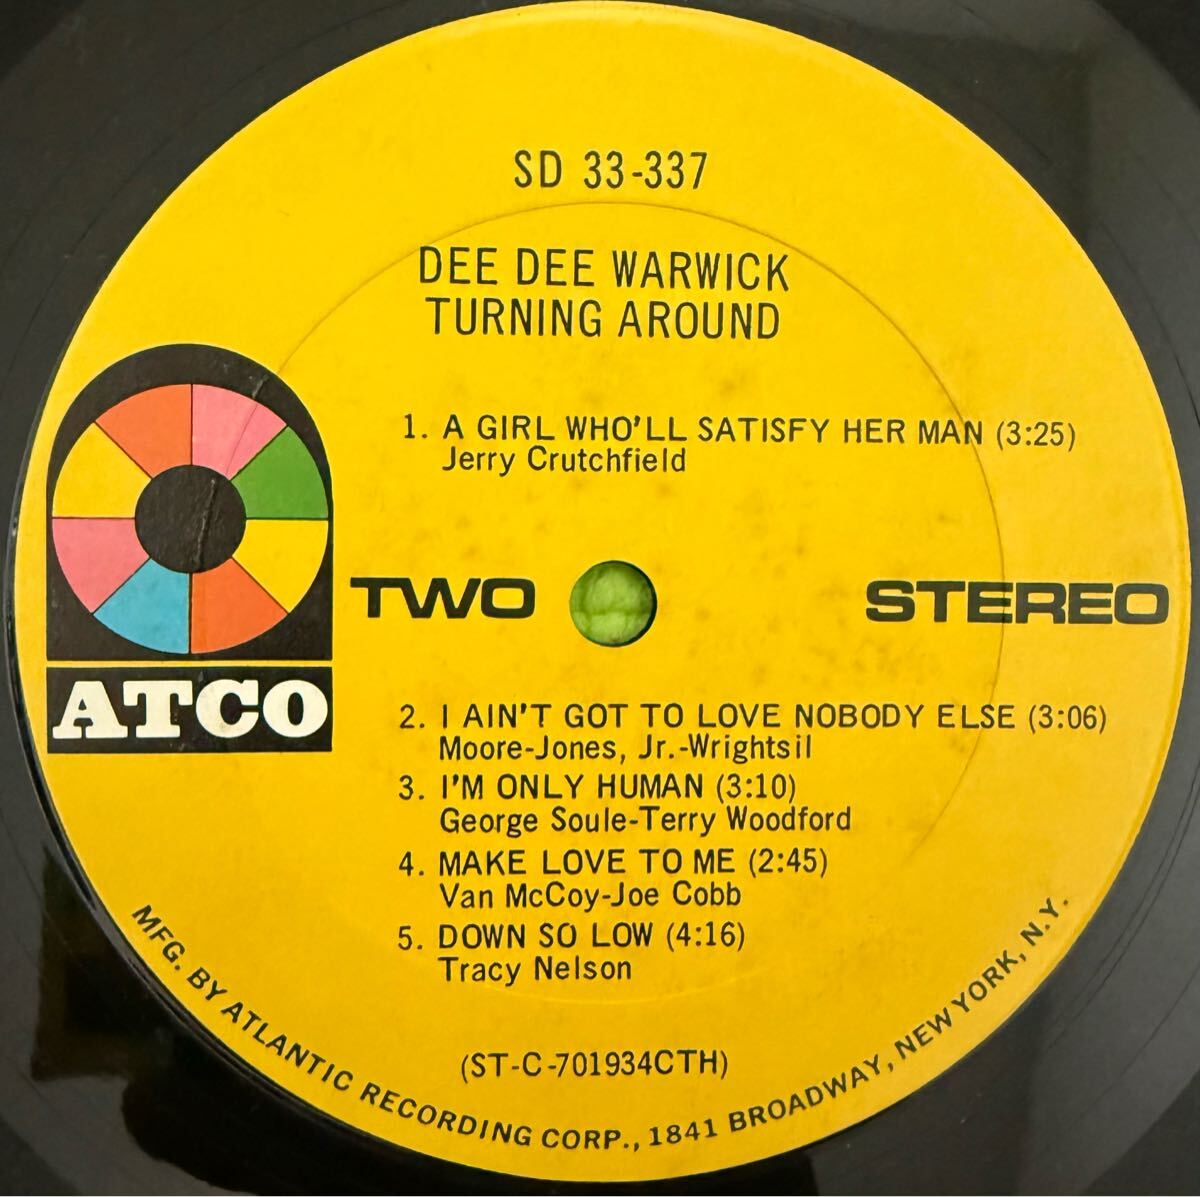 SD 33-337
DEE DEE WARWICK
TURNING AROUND
1. A GIRL WHO'LL SATISFY HER MAN (3:25)
Jerry Crutchfield
TWO
STEREO
ATCO
2. I AIN'T GOT TO LOVE NOBODY ELSE (3:06)
Moore-Jones, Jr.-Wrightsil
3. I'M ONLY HUMAN (3:10)
George Soule-Terry Woodford
4. MAKE LOVE TO ME (2:45)
Van McCoy-Joe Cobb
5. DOWN SO LOW (4:16)
Tracy Nelson
(ST-C-701934CTH)
MFG. BY ATLANTIC RECORDING CORP., 1841 BROADWAY, NEW YORK, N.Y.